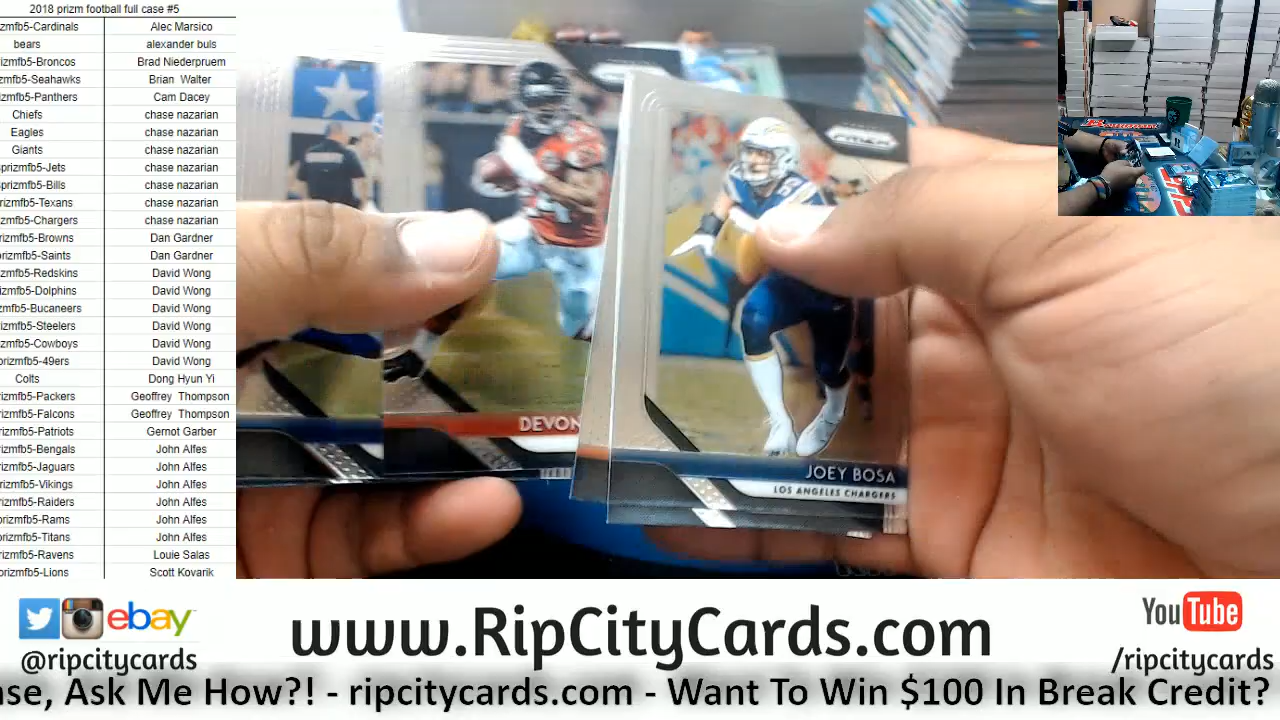 2018 prizm football full case #5
zmfb5-Cardinals Alec Marsico
bears alexander buls
rizmfb5-Broncos Brad Niederpruem
izmfb5-Seahawks Brian Walter
rizmfb5-Panthers Cam Dacey
Chiefs chase nazarian
Eagles chase nazarian
Giants chase nazarian
prizmfb5-Jets chase nazarian
prizmfb5-Bills chase nazarian
rizmfb5-Texans chase nazarian
rizmfb5-Chargers chase nazarian
rizmfb5-Browns Dan Gardner
rizmfb5-Saints Dan Gardner
izmfb5-Redskins David Wong
izmfb5-Dolphins David Wong
zmfb5-Bucaneers David Wong
rizmfb5-Steelers David Wong
izmfb5-Cowboys David Wong
orizmfb5-49ers David Wong
Colts Dong Hyun Yi
rizmfb5-Packers Geoffrey Thompson
rizmfb5-Falcons Geoffrey Thompson
rizmfb5-Patriots Gernot Garber
rizmfb5-Bengals John Alfes
izmfb5-Jaguars John Alfes
rizmfb5-Vikings John Alfes
rizmfb5-Raiders John Alfes
prizmfb5-Rams John Alfes
orizmfb5-Titans John Alfes
rizmfb5-Ravens Louie Salas
orizmfb5-Lions Scott Kovarik
PRIZM
DEVON
JOEY BOSA
LOS ANGELES CHARGERS
ebay
@ripcitycards
www.RipCityCards.com
YouTube
/ripcitycards
ase, Ask Me How?! - ripcitycards.com - Want To Win $100 In Break Credit?